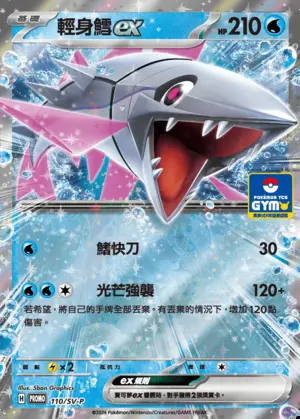 基礎 輕身鱈ex HP 210
POKÉMON TCG
GYM
鰭快刀 30
光芒強襲 120+
若希望，將自己的手牌全部丟棄。有丟棄的情況下，增加120點
傷害。
弱點 ×2 抵抗力 撤退
Illus. 5ban Graphics
H PROMO 110/SV-P
ex規則
寶可夢ex昏厥時，對手獲得2張獎賞卡。
©2024 Pokémon/Nintendo/Creatures/GAME FREAK.